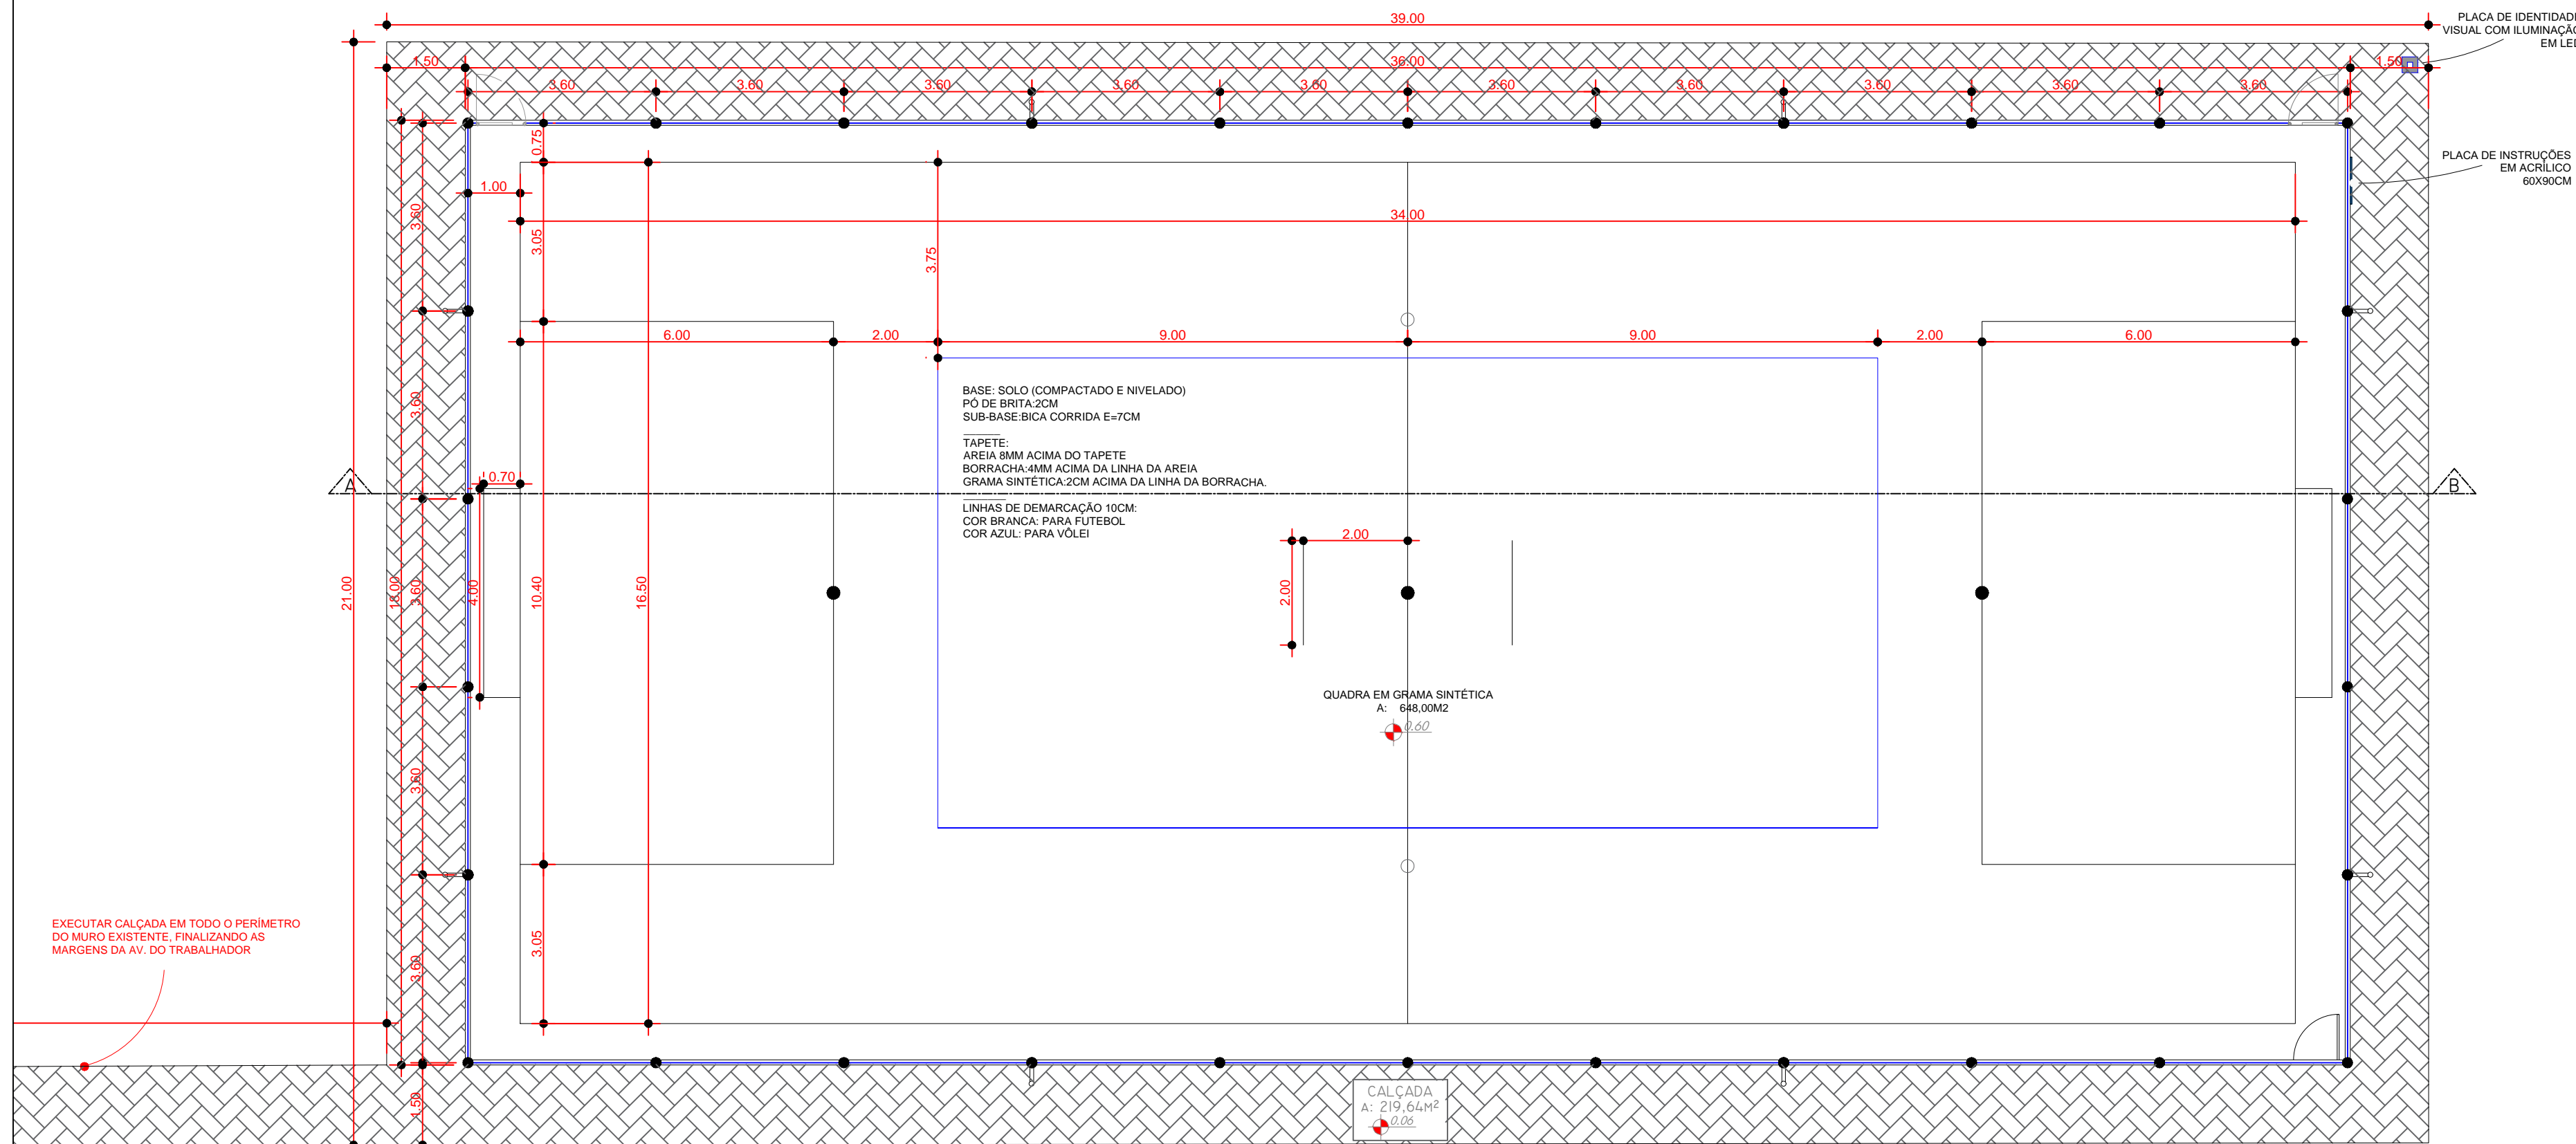 39.00
PLACA DE IDENTIDADE
VISUAL COM ILUMINAÇÃO
EM LED
1.50
36.00
1.50
3.60
3.60
3.60
3.60
3.60
3.60
3.60
3.60
3.60
3.60
0.75
PLACA DE INSTRUÇÕES
EM ACRÍLICO
60X90CM
1.00
3.60
34.00
3.05
3.75
6.00
2.00
9.00
9.00
2.00
6.00
BASE: SOLO (COMPACTADO E NIVELADO)
PÓ DE BRITA:2CM
SUB-BASE:BICA CORRIDA E=7CM
TAPETE:
AREIA 8MM ACIMA DO TAPETE
BORRACHA:4MM ACIMA DA LINHA DA AREIA
GRAMA SINTÉTICA:2CM ACIMA DA LINHA DA BORRACHA.
LINHAS DE DEMARCAÇÃO 10CM:
COR BRANCA: PARA FUTEBOL
COR AZUL: PARA VÔLEI
3.60
0.70
A
B
2.00
2.00
21.00
18.00
3.60
4.00
10.40
16.50
QUADRA EM GRAMA SINTÉTICA
A: 648,00M2
0.60
3.60
EXECUTAR CALÇADA EM TODO O PERÍMETRO
DO MURO EXISTENTE, FINALIZANDO AS
MARGENS DA AV. DO TRABALHADOR
3.05
3.60
1.50
CALÇADA
A: 219,64M²
0.06